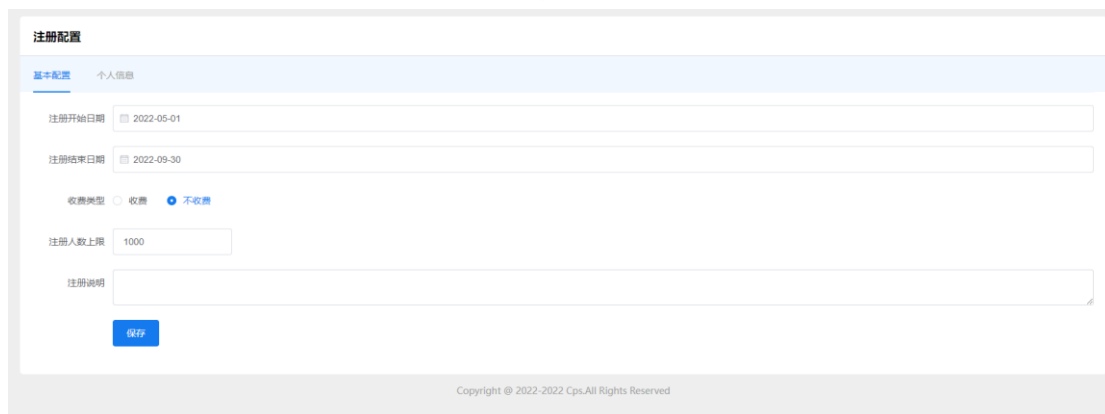 注册配置
基本配置 个人信息
注册开始日期 2022-05-01
注册结束日期 2022-09-30
收费类型 收费 不收费
注册人数上限 1000
注册说明
保存
Copyright @ 2022-2022 Cps.All Rights Reserved